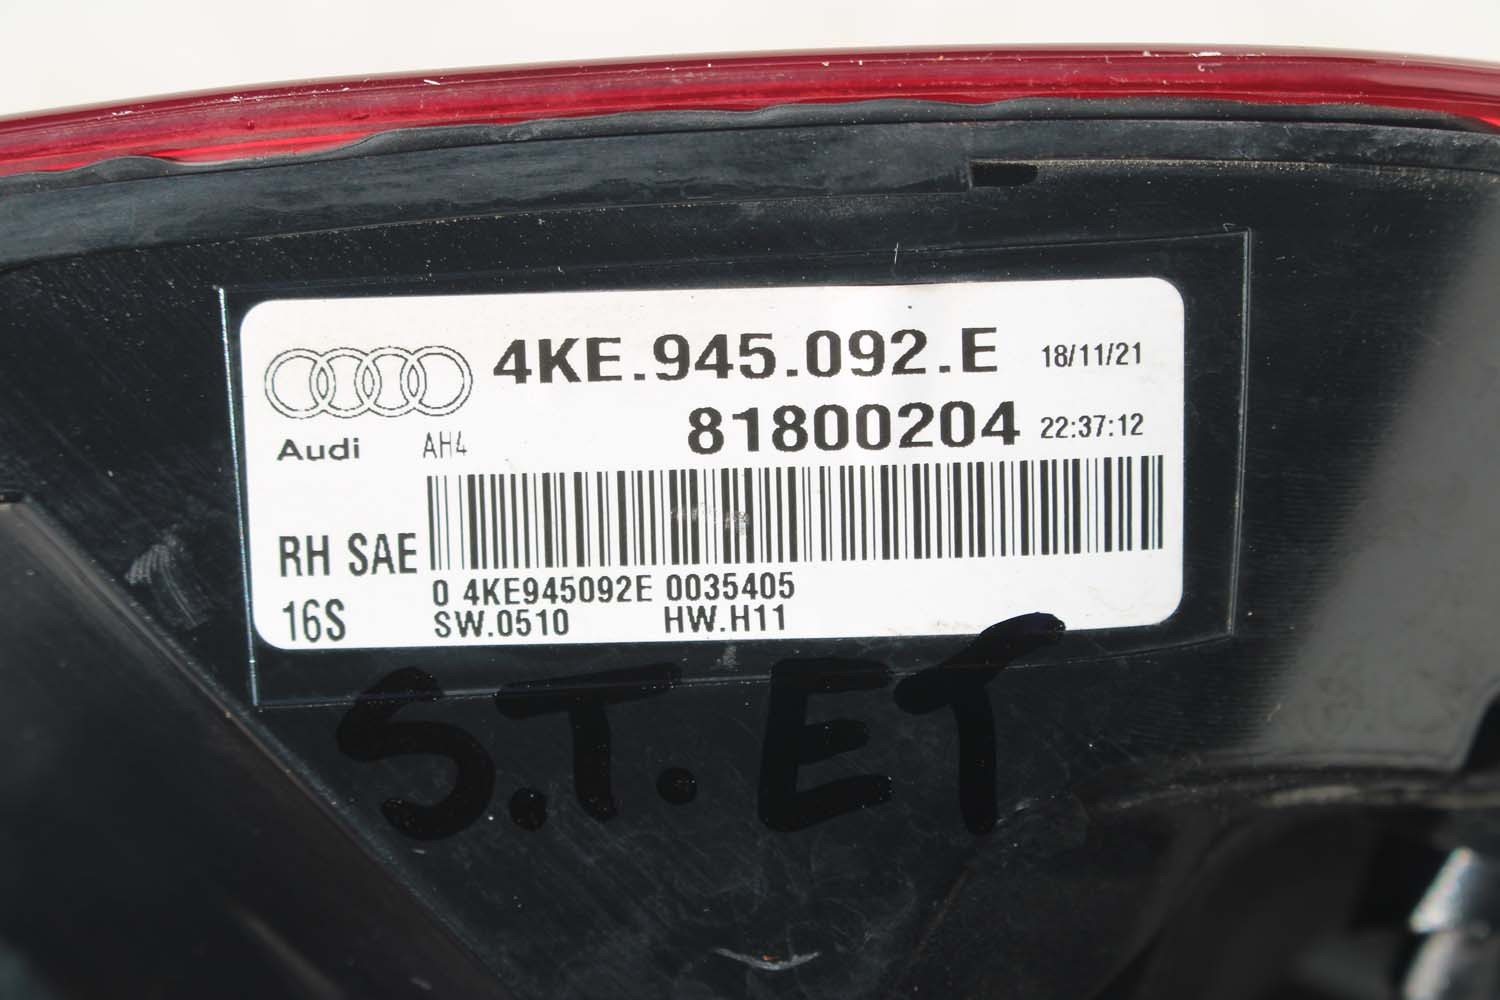 4KE.945.092.E 18/11/21
81800204 22:37:12
Audi AH4
RH SAE
0 4KE945092E 0035405
16S SW.0510 HW.H11
S.T. ET